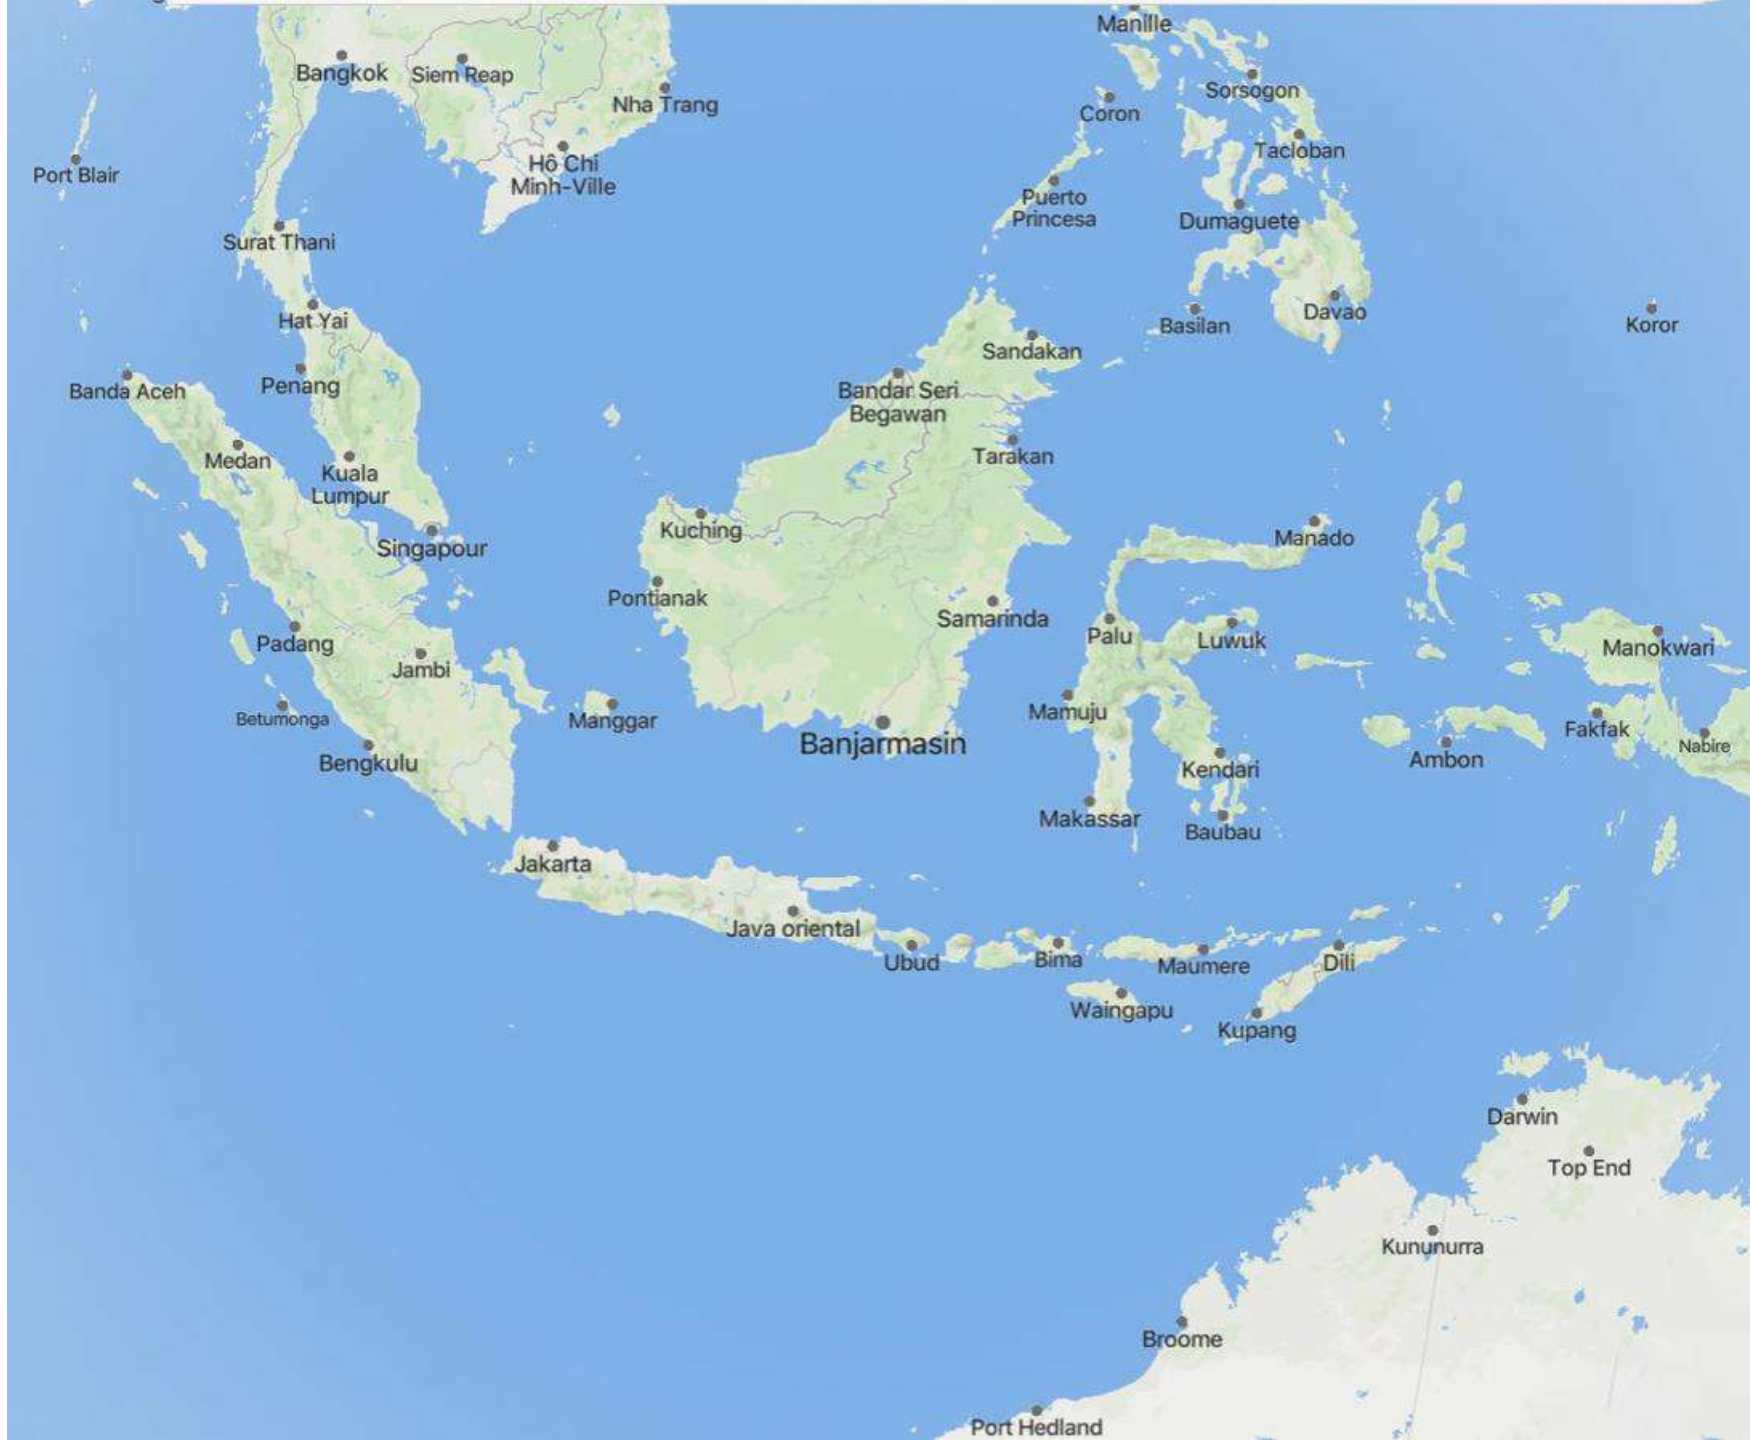 Manille
Bangkok
Siem Reap
Sorsogon
Nha Trang
Coron
Tacloban
Hô Chi
Minh-Ville
Port Blair
Puerto
Princesa
Dumaguete
Surat Thani
Davao
Hat Yai
Basilan
Koror
Sandakan
Penang
Banda Aceh
Bandar Seri
Begawan
Tarakan
Medan
Kuala
Lumpur
Kuching
Manado
Singapour
Pontianak
Samarinda
Palu
Luwuk
Padang
Manokwari
Jambi
Mamuju
Betumonga
Manggar
Fakfak
Banjarmasin
Nabire
Bengkulu
Ambon
Kendari
Makassar
Baubau
Jakarta
Java oriental
Ubud
Bima
Maumere
Dili
Waingapu
Kupang
Darwin
Top End
Kununurra
Broome
Port Hedland